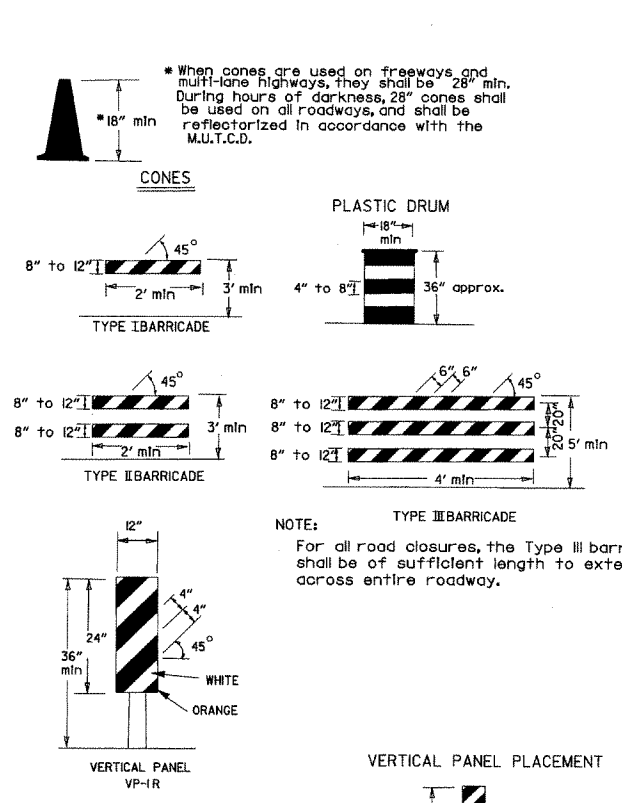 * When cones are used on freeways and
multi-lane highways, they shall be 28" min.
During hours of darkness, 28" cones shall
be used on all roadways, and shall be
reflectorized in accordance with the
M.U.T.C.D.
*18" min
CONES
PLASTIC DRUM
18"
min
4" to 8"
36" approx.
45°
8" to 12"
2' min
3' min
TYPE I BARRICADE
45°
8" to 12"
8" to 12"
2' min
3' min
TYPE II BARRICADE
6" 6"
45°
8" to 12"
8" to 12"
8" to 12"
20"
20"
5' min
4' min
TYPE III BARRICADE
NOTE:
For all road closures, the Type III barr
shall be of sufficient length to exte
across entire roadway.
12"
4"
4"
45°
24"
36"
min
WHITE
ORANGE
VERTICAL PANEL
VP-1R
VERTICAL PANEL PLACEMENT